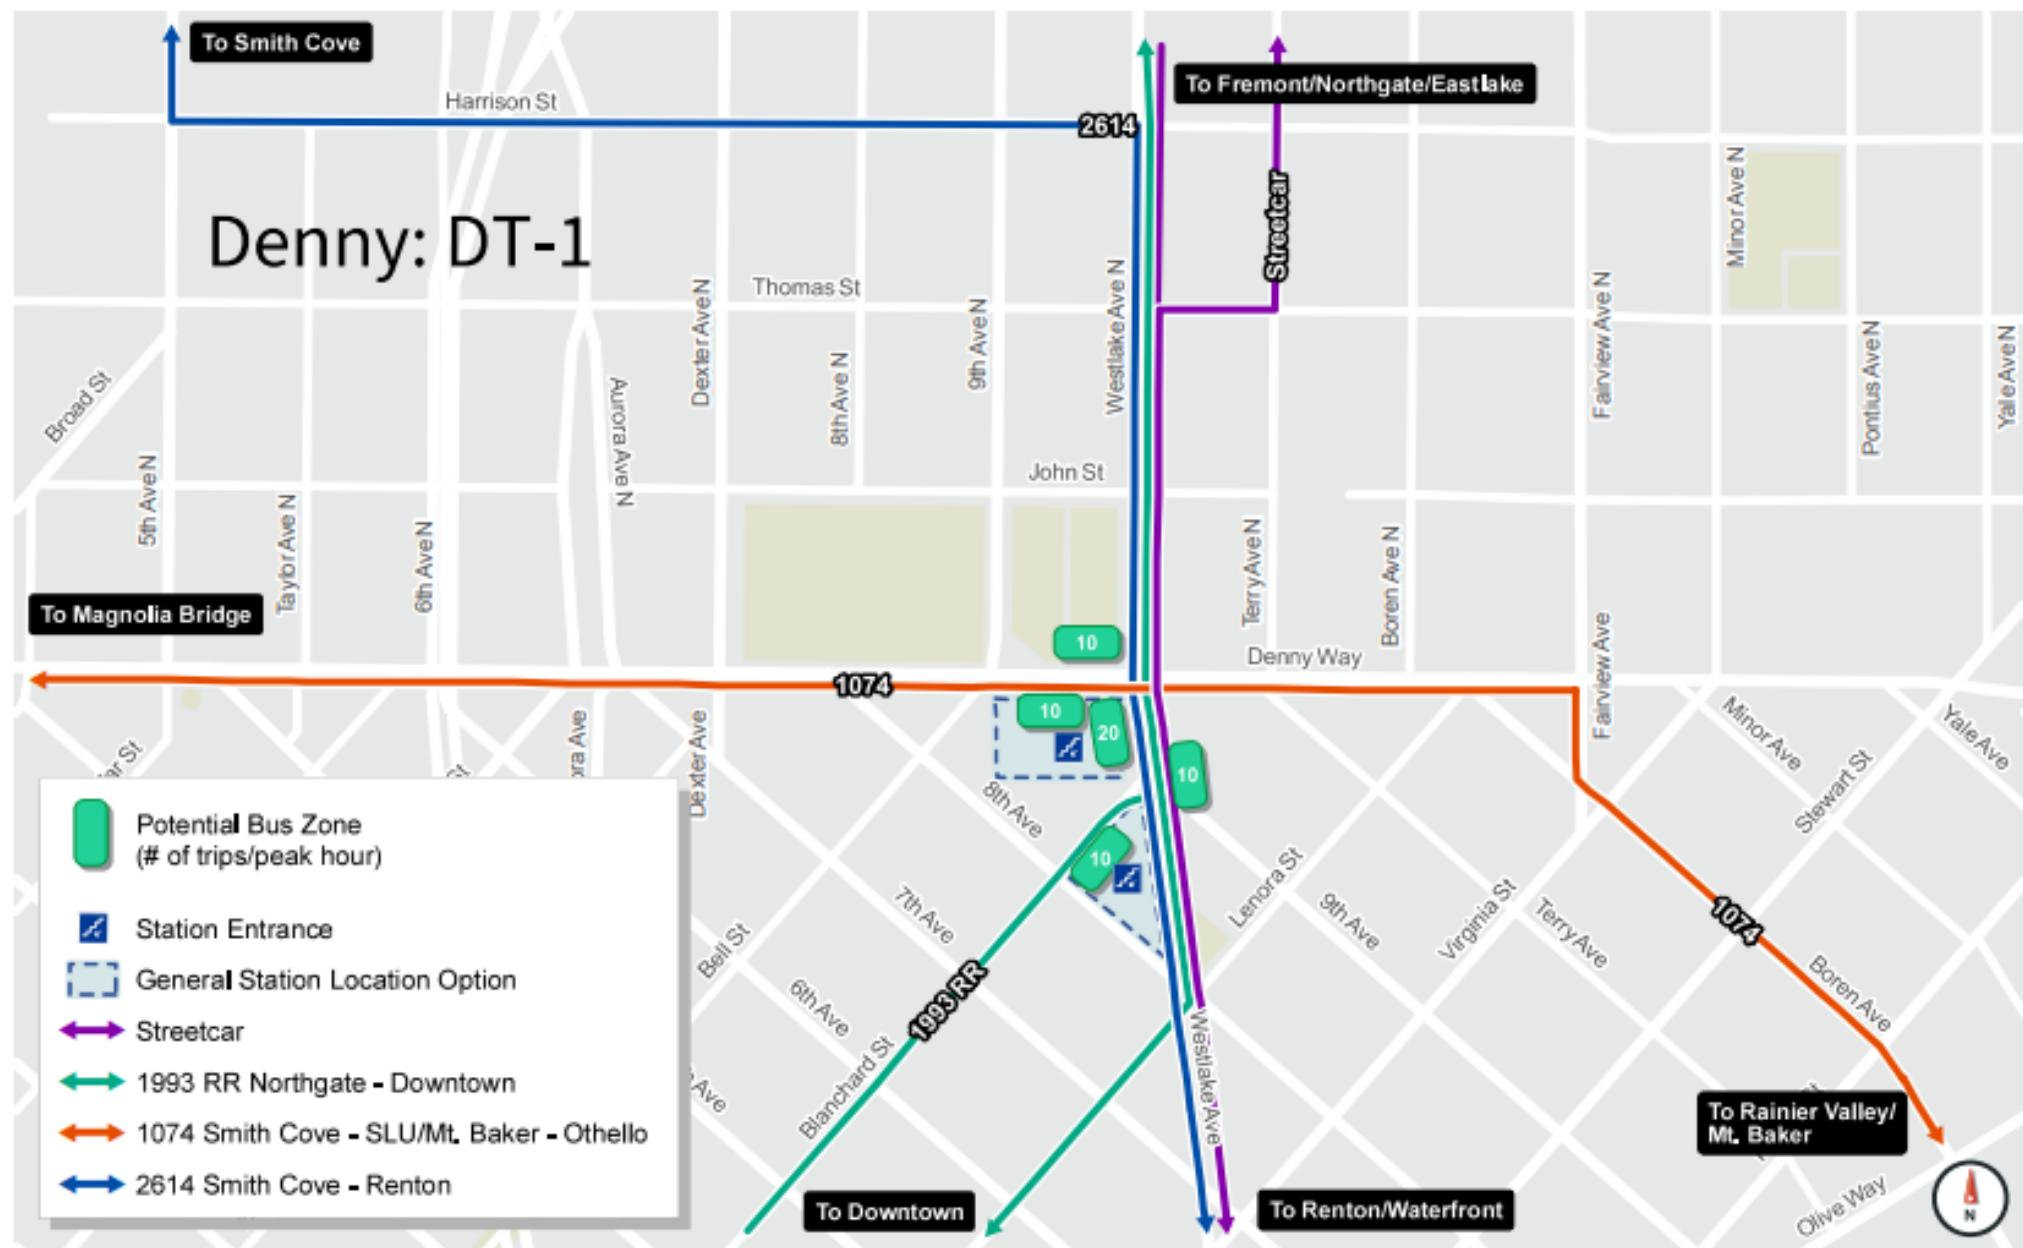 To Smith Cove
To Fremont/Northgate/Eastlake
Harrison St
2614
Denny: DT-1
Streetcar
Minor Ave N
Thomas St
Dexter Ave N
8th Ave N
9th Ave N
Westlake Ave N
Fairview Ave N
Pontius Ave N
Yale Ave N
Broad St
Aurora Ave N
John St
5th Ave N
Taylor Ave N
6th Ave N
Terry Ave N
Boren Ave N
To Magnolia Bridge
10
Denny Way
1074
Fairview Ave
10
20
10
10
Dexter Ave
8th Ave
Minor Ave
Yale Ave
Stewart St
7th Ave
Lenora St
9th Ave
Virginia St
Terry Ave
1074
Boren Ave
Bell St
6th Ave
1993 RR
Blanchard St
Westlake Ave
Potential Bus Zone
(# of trips/peak hour)
Station Entrance
General Station Location Option
Streetcar
1993 RR Northgate - Downtown
1074 Smith Cove - SLU/Mt. Baker - Othello
2614 Smith Cove - Renton
To Downtown
To Renton/Waterfront
To Rainier Valley/
Mt. Baker
Olive Way
N